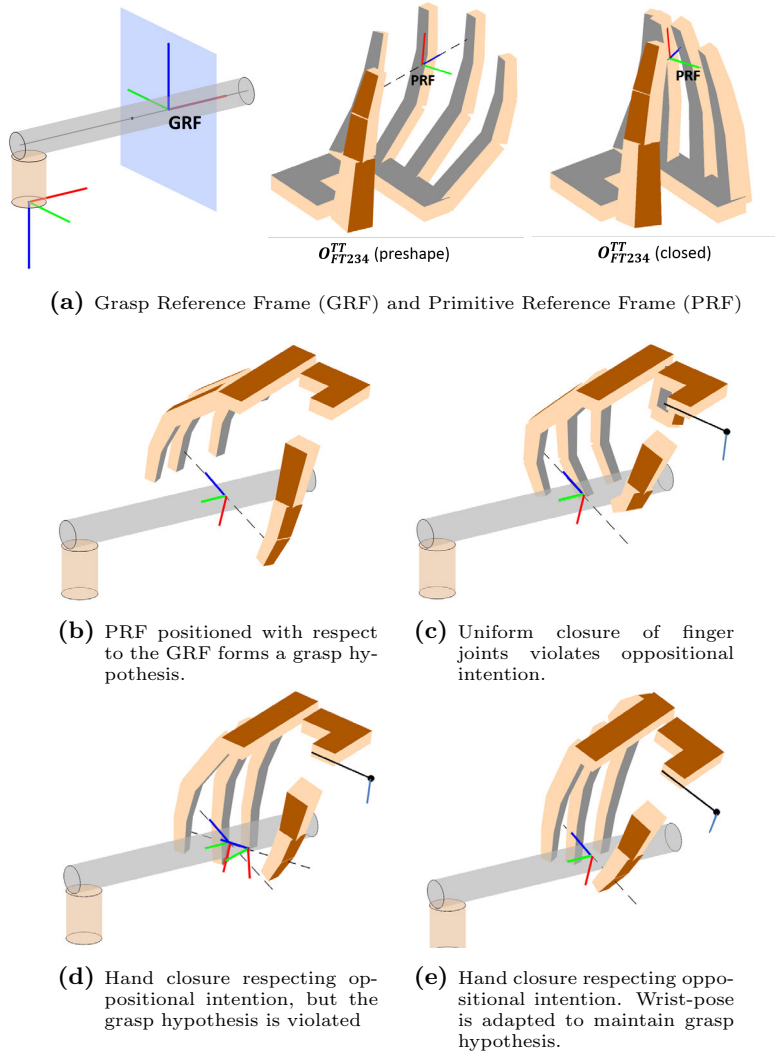 GRF
PRF
PRF
O^{TT}_{FT234} (preshape)
O^{TT}_{FT234} (closed)
(a) Grasp Reference Frame (GRF) and Primitive Reference Frame (PRF)
(b) PRF positioned with respect
to the GRF forms a grasp hy-
pothesis.
(c) Uniform closure of finger
joints violates oppositional
intention.
(d) Hand closure respecting op-
positional intention, but the
grasp hypothesis is violated
(e) Hand closure respecting oppo-
sitional intention. Wrist-pose
is adapted to maintain grasp
hypothesis.